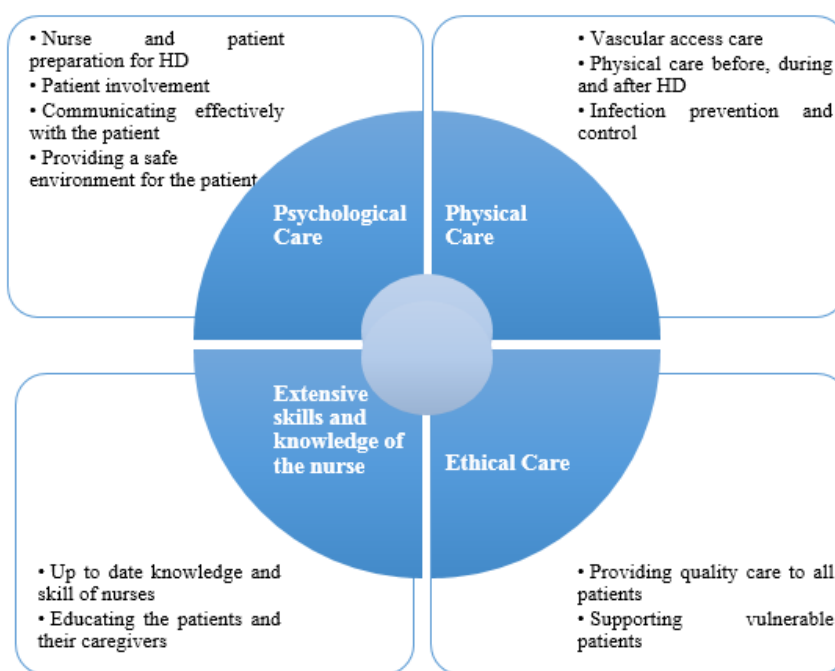 • Nurse and patient
preparation for HD
• Patient involvement
• Communicating effectively
with the patient
• Providing a safe
environment for the patient
• Vascular access care
• Physical care before, during
and after HD
• Infection prevention and
control
Psychological
Care
Physical
Care
Extensive
skills and
knowledge of
the nurse
Ethical Care
• Up to date knowledge and
skill of nurses
• Educating the patients and
their caregivers
• Providing quality care to all
patients
• Supporting vulnerable
patients